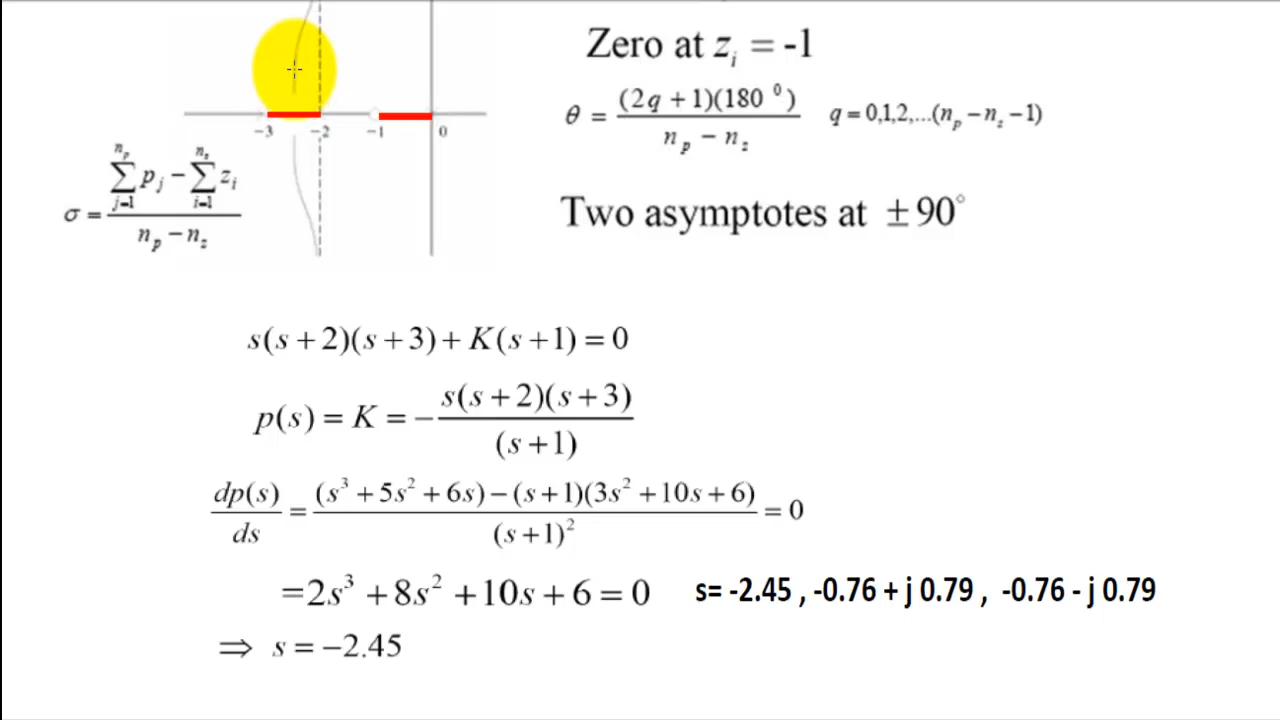 Zero at z_i = -1
θ = (2q + 1)(180 ⁰) / (n_p − n_z)   q = 0,1,2,...(n_p − n_z − 1)
−3 −2 −1 0
σ = (∑_{j=1}^{n_p} p_j − ∑_{i=1}^{n_z} z_i) / (n_p − n_z)
Two asymptotes at ± 90°
s(s + 2)(s + 3) + K(s + 1) = 0
p(s) = K = − s(s + 2)(s + 3) / (s + 1)
dp(s)/ds = ((s³ + 5s² + 6s) − (s + 1)(3s² + 10s + 6)) / (s + 1)² = 0
= 2s³ + 8s² + 10s + 6 = 0   s= -2.45 , -0.76 + j 0.79 , -0.76 - j 0.79
⇒ s = −2.45